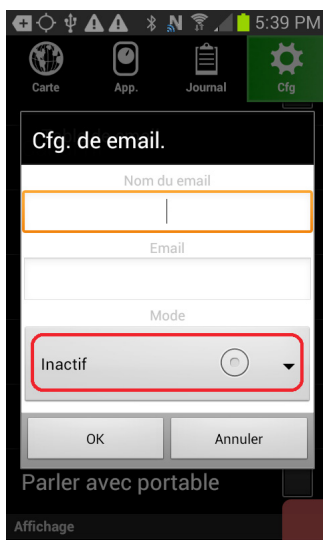 5:39 PM
Carte
App.
Journal
Cfg
Cfg. de email.
Nom du email
Email
Mode
Inactif
OK
Annuler
Parler avec portable
Affichage